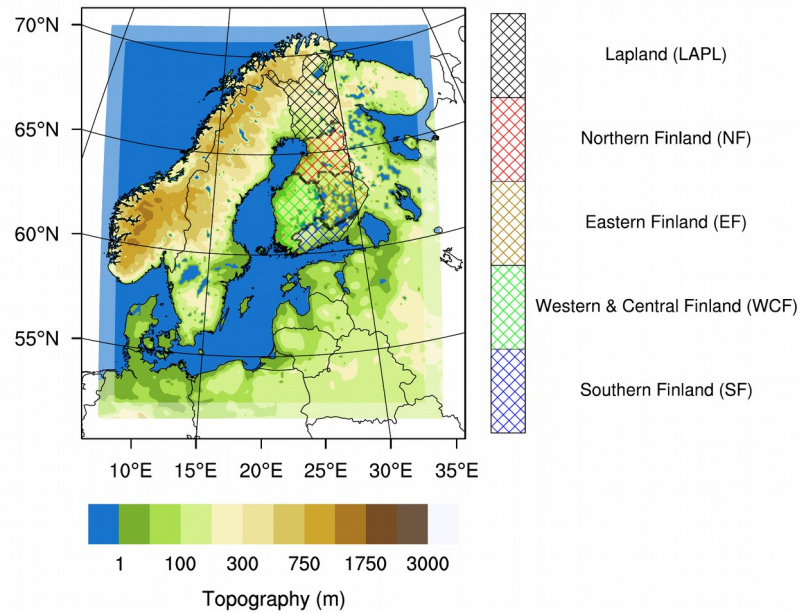 70°N
65°N
60°N
55°N
10°E 15°E 20°E 25°E 30°E 35°E
Lapland (LAPL)
Northern Finland (NF)
Eastern Finland (EF)
Western & Central Finland (WCF)
Southern Finland (SF)
1 100 300 750 1750 3000
Topography (m)